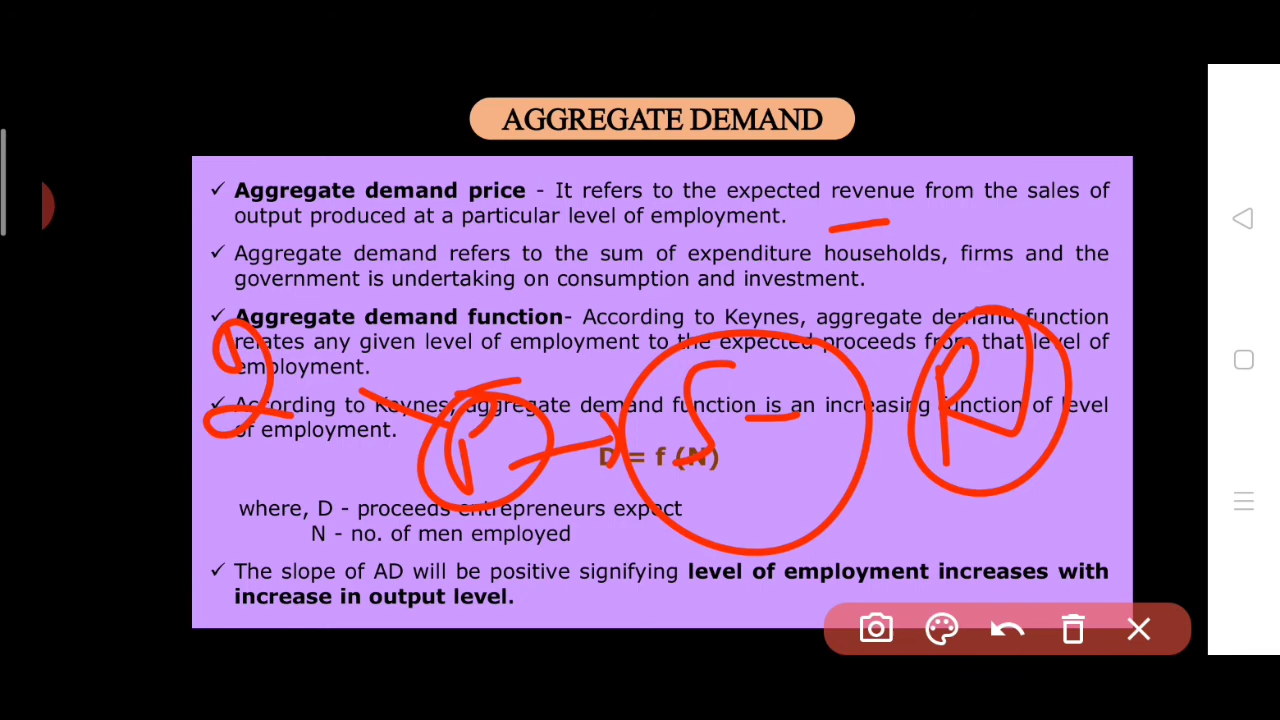 AGGREGATE DEMAND
✓ Aggregate demand price - It refers to the expected revenue from the sales of
output produced at a particular level of employment.
✓ Aggregate demand refers to the sum of expenditure households, firms and the
government is undertaking on consumption and investment.
✓ Aggregate demand function- According to Keynes, aggregate demand function
relates any given level of employment to the expected proceeds from that level of
employment.
✓ According to Keynes, aggregate demand function is an increasing function of level
of employment.
D = f (N)
where, D - proceeds entrepreneurs expect
N - no. of men employed
✓ The slope of AD will be positive signifying level of employment increases with
increase in output level.